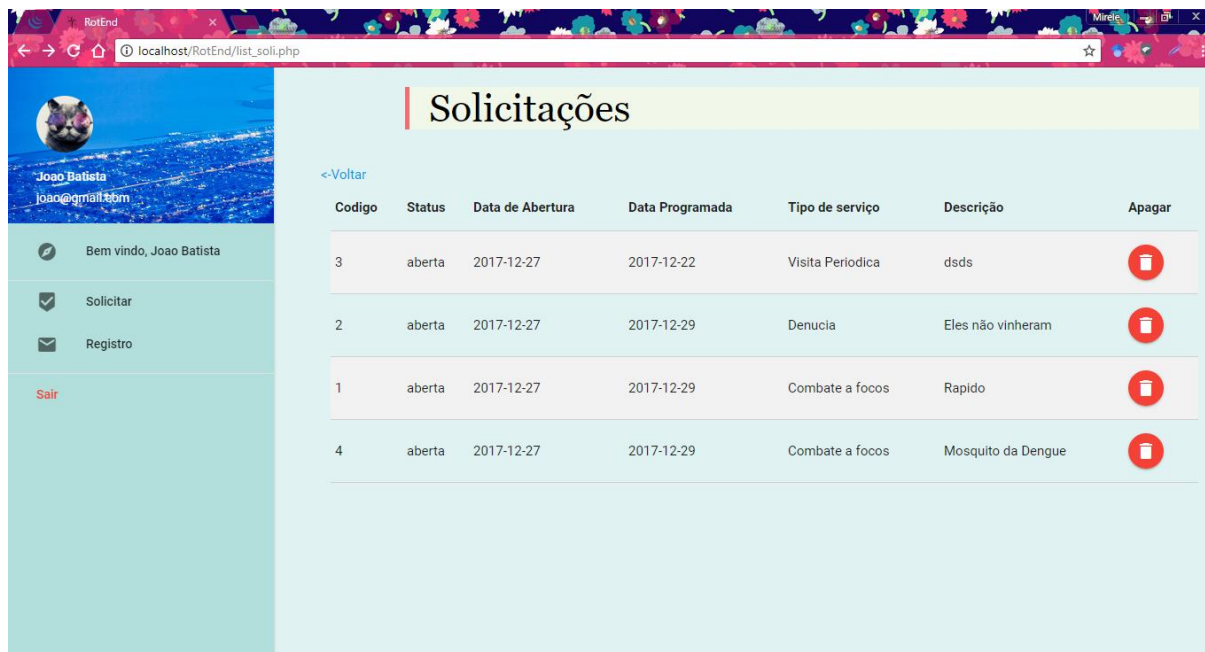 RotEnd
Mirele
localhost/RotEnd/list_soli.php
Solicitações
Joao Batista
joao@gmail.com
<-Voltar
Codigo Status Data de Abertura Data Programada Tipo de serviço Descrição Apagar
Bem vindo, Joao Batista
3 aberta 2017-12-27 2017-12-22 Visita Periodica dsds
Solicitar
2 aberta 2017-12-27 2017-12-29 Denucia Eles não vinheram
Registro
1 aberta 2017-12-27 2017-12-29 Combate a focos Rapido
Sair
4 aberta 2017-12-27 2017-12-29 Combate a focos Mosquito da Dengue